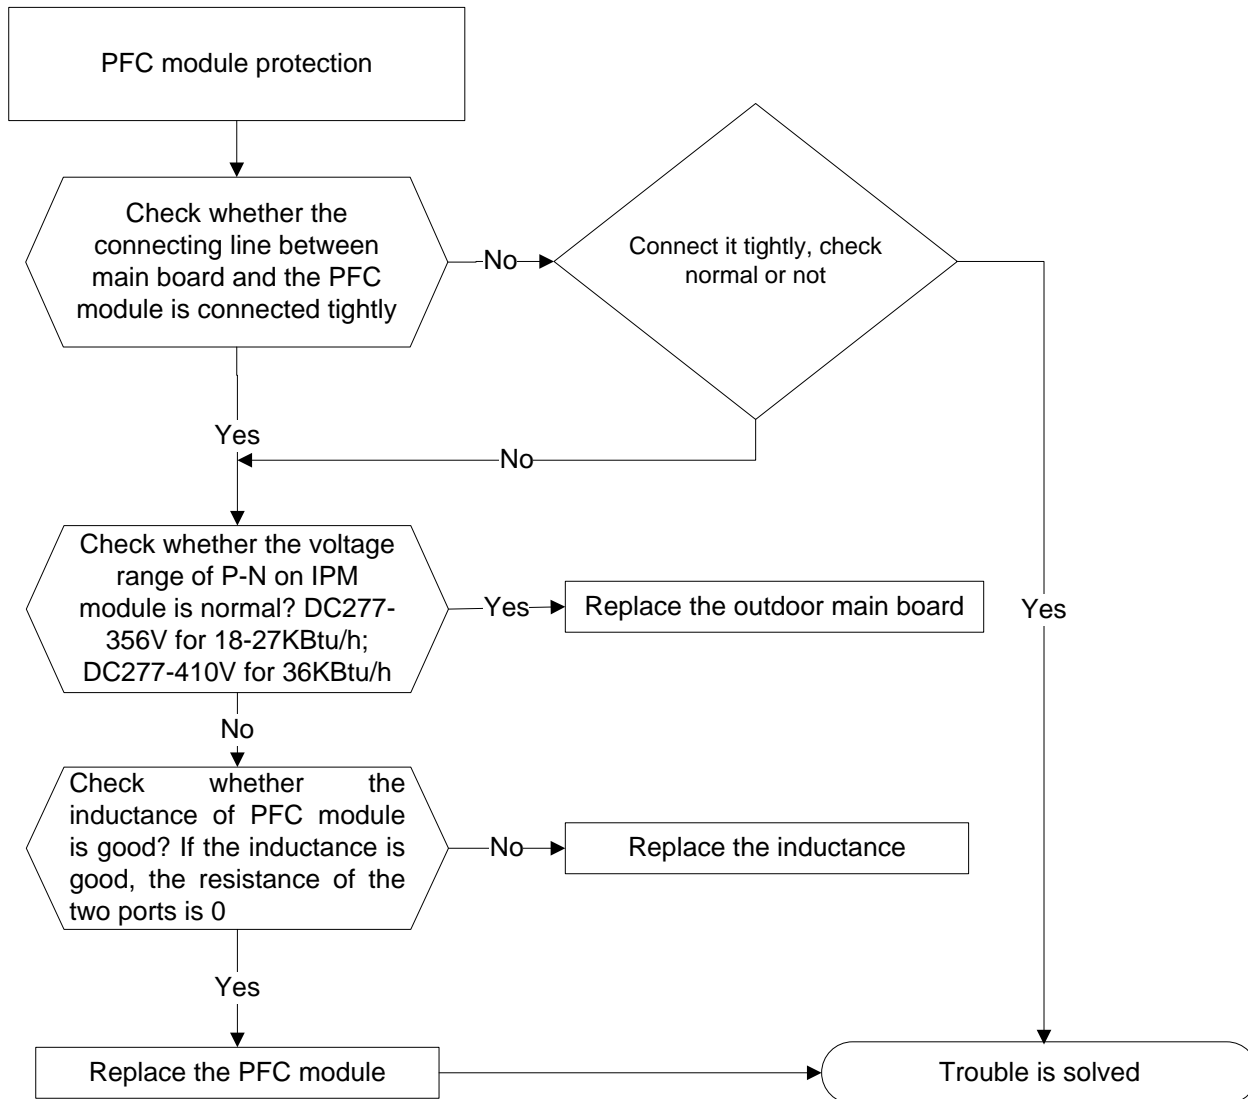 PFC module protection
Check whether the
connecting line between
main board and the PFC
module is connected tightly
No
Connect it tightly, check
normal or not
Yes
No
Check whether the voltage
range of P-N on IPM
module is normal? DC277-
356V for 18-27KBtu/h;
DC277-410V for 36KBtu/h
Yes
Replace the outdoor main board
Yes
No
Check whether the
inductance of PFC module
is good? If the inductance is
good, the resistance of the
two ports is 0
No
Replace the inductance
Yes
Replace the PFC module
Trouble is solved